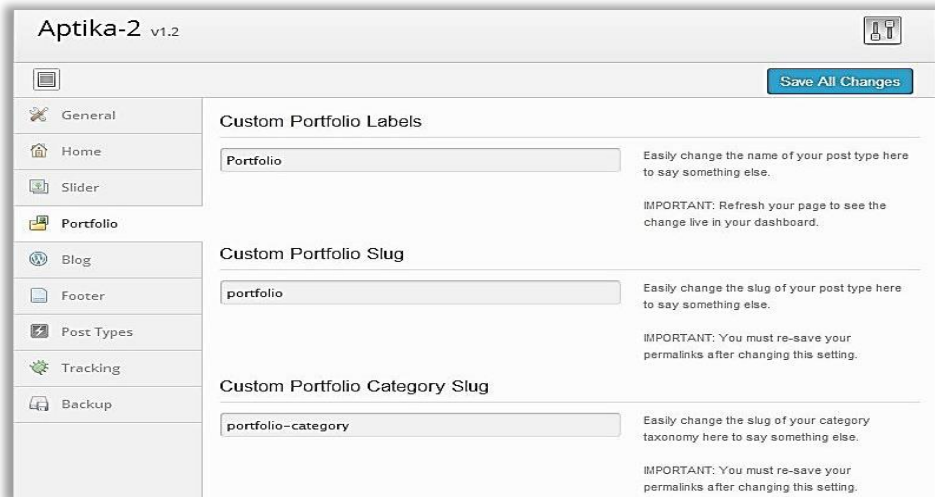 Aptika-2 v1.2
Save All Changes
General
Home
Slider
Portfolio
Blog
Footer
Post Types
Tracking
Backup
Custom Portfolio Labels
Portfolio
Easily change the name of your post type here
to say something else.
IMPORTANT: Refresh your page to see the
change live in your dashboard.
Custom Portfolio Slug
portfolio
Easily change the slug of your post type here
to say something else.
IMPORTANT: You must re-save your
permalinks after changing this setting.
Custom Portfolio Category Slug
portfolio-category
Easily change the slug of your category
taxonomy here to say something else.
IMPORTANT: You must re-save your
permalinks after changing this setting.